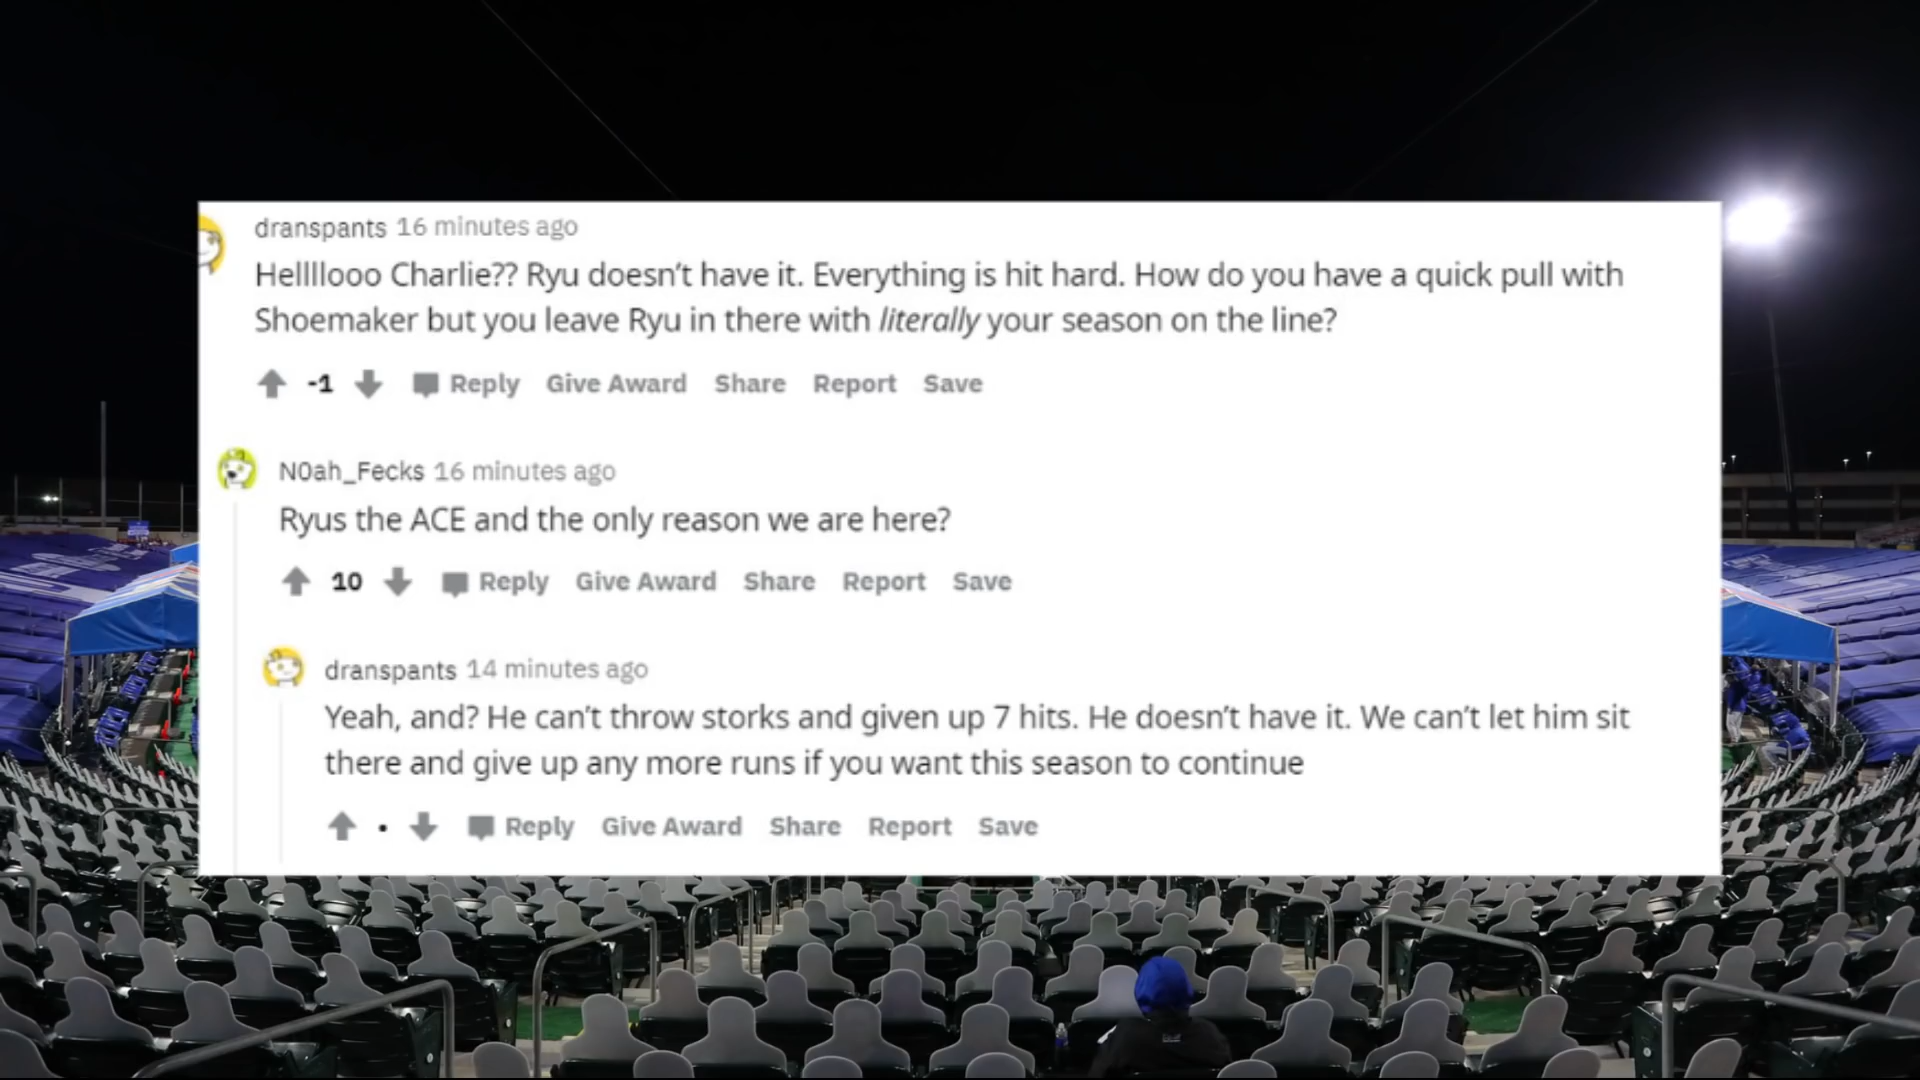 dranspants 16 minutes ago
Hellllooo Charlie?? Ryu doesn't have it. Everything is hit hard. How do you have a quick pull with
Shoemaker but you leave Ryu in there with literally your season on the line?
-1 Reply Give Award Share Report Save
N0ah_Fecks 16 minutes ago
Ryus the ACE and the only reason we are here?
10 Reply Give Award Share Report Save
dranspants 14 minutes ago
Yeah, and? He can't throw storks and given up 7 hits. He doesn't have it. We can't let him sit
there and give up any more runs if you want this season to continue
• Reply Give Award Share Report Save